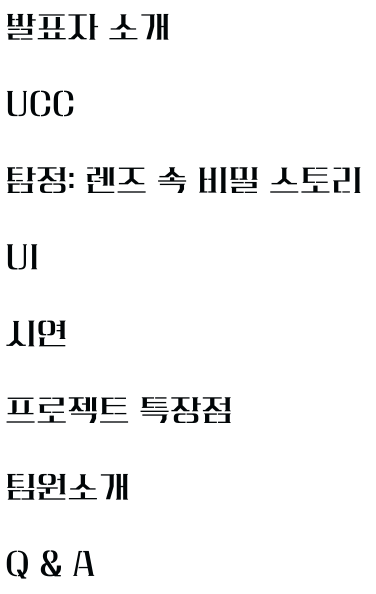 발표자 소개
UCC
탐정: 렌즈 속 비밀 스토리
UI
시연
프로젝트 특장점
팀원소개
Q & A